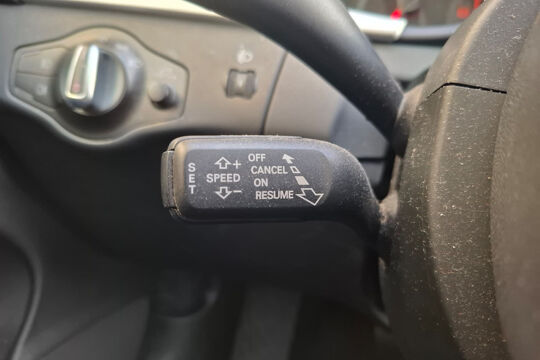 SET
+
SPEED
-
OFF
CANCEL
ON
RESUME